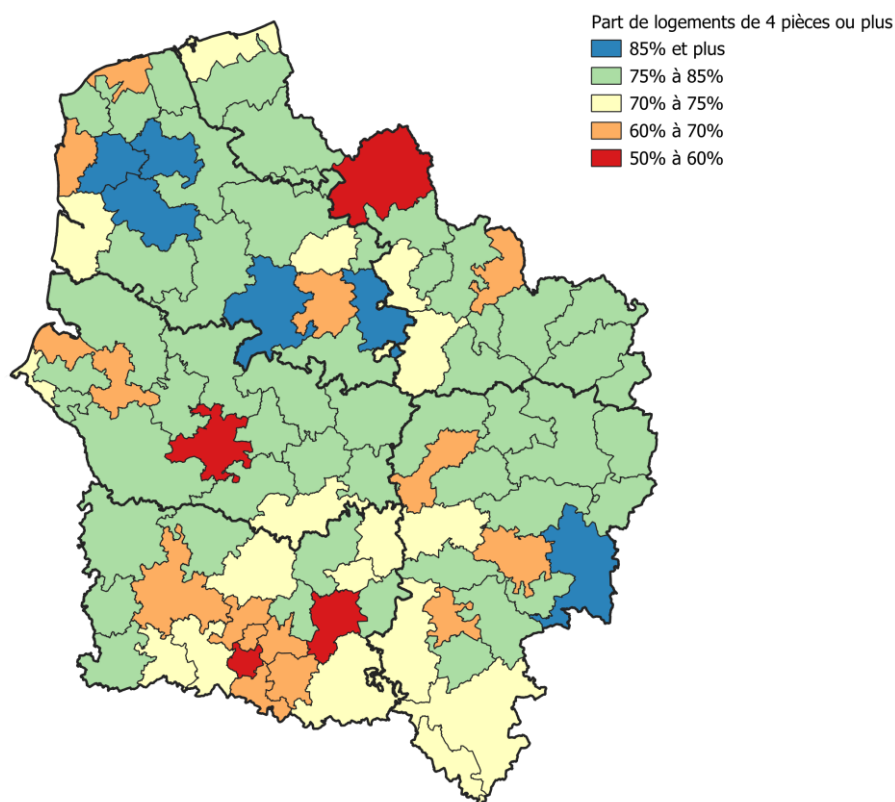 Part de logements de 4 pièces ou plus
85% et plus
75% à 85%
70% à 75%
60% à 70%
50% à 60%